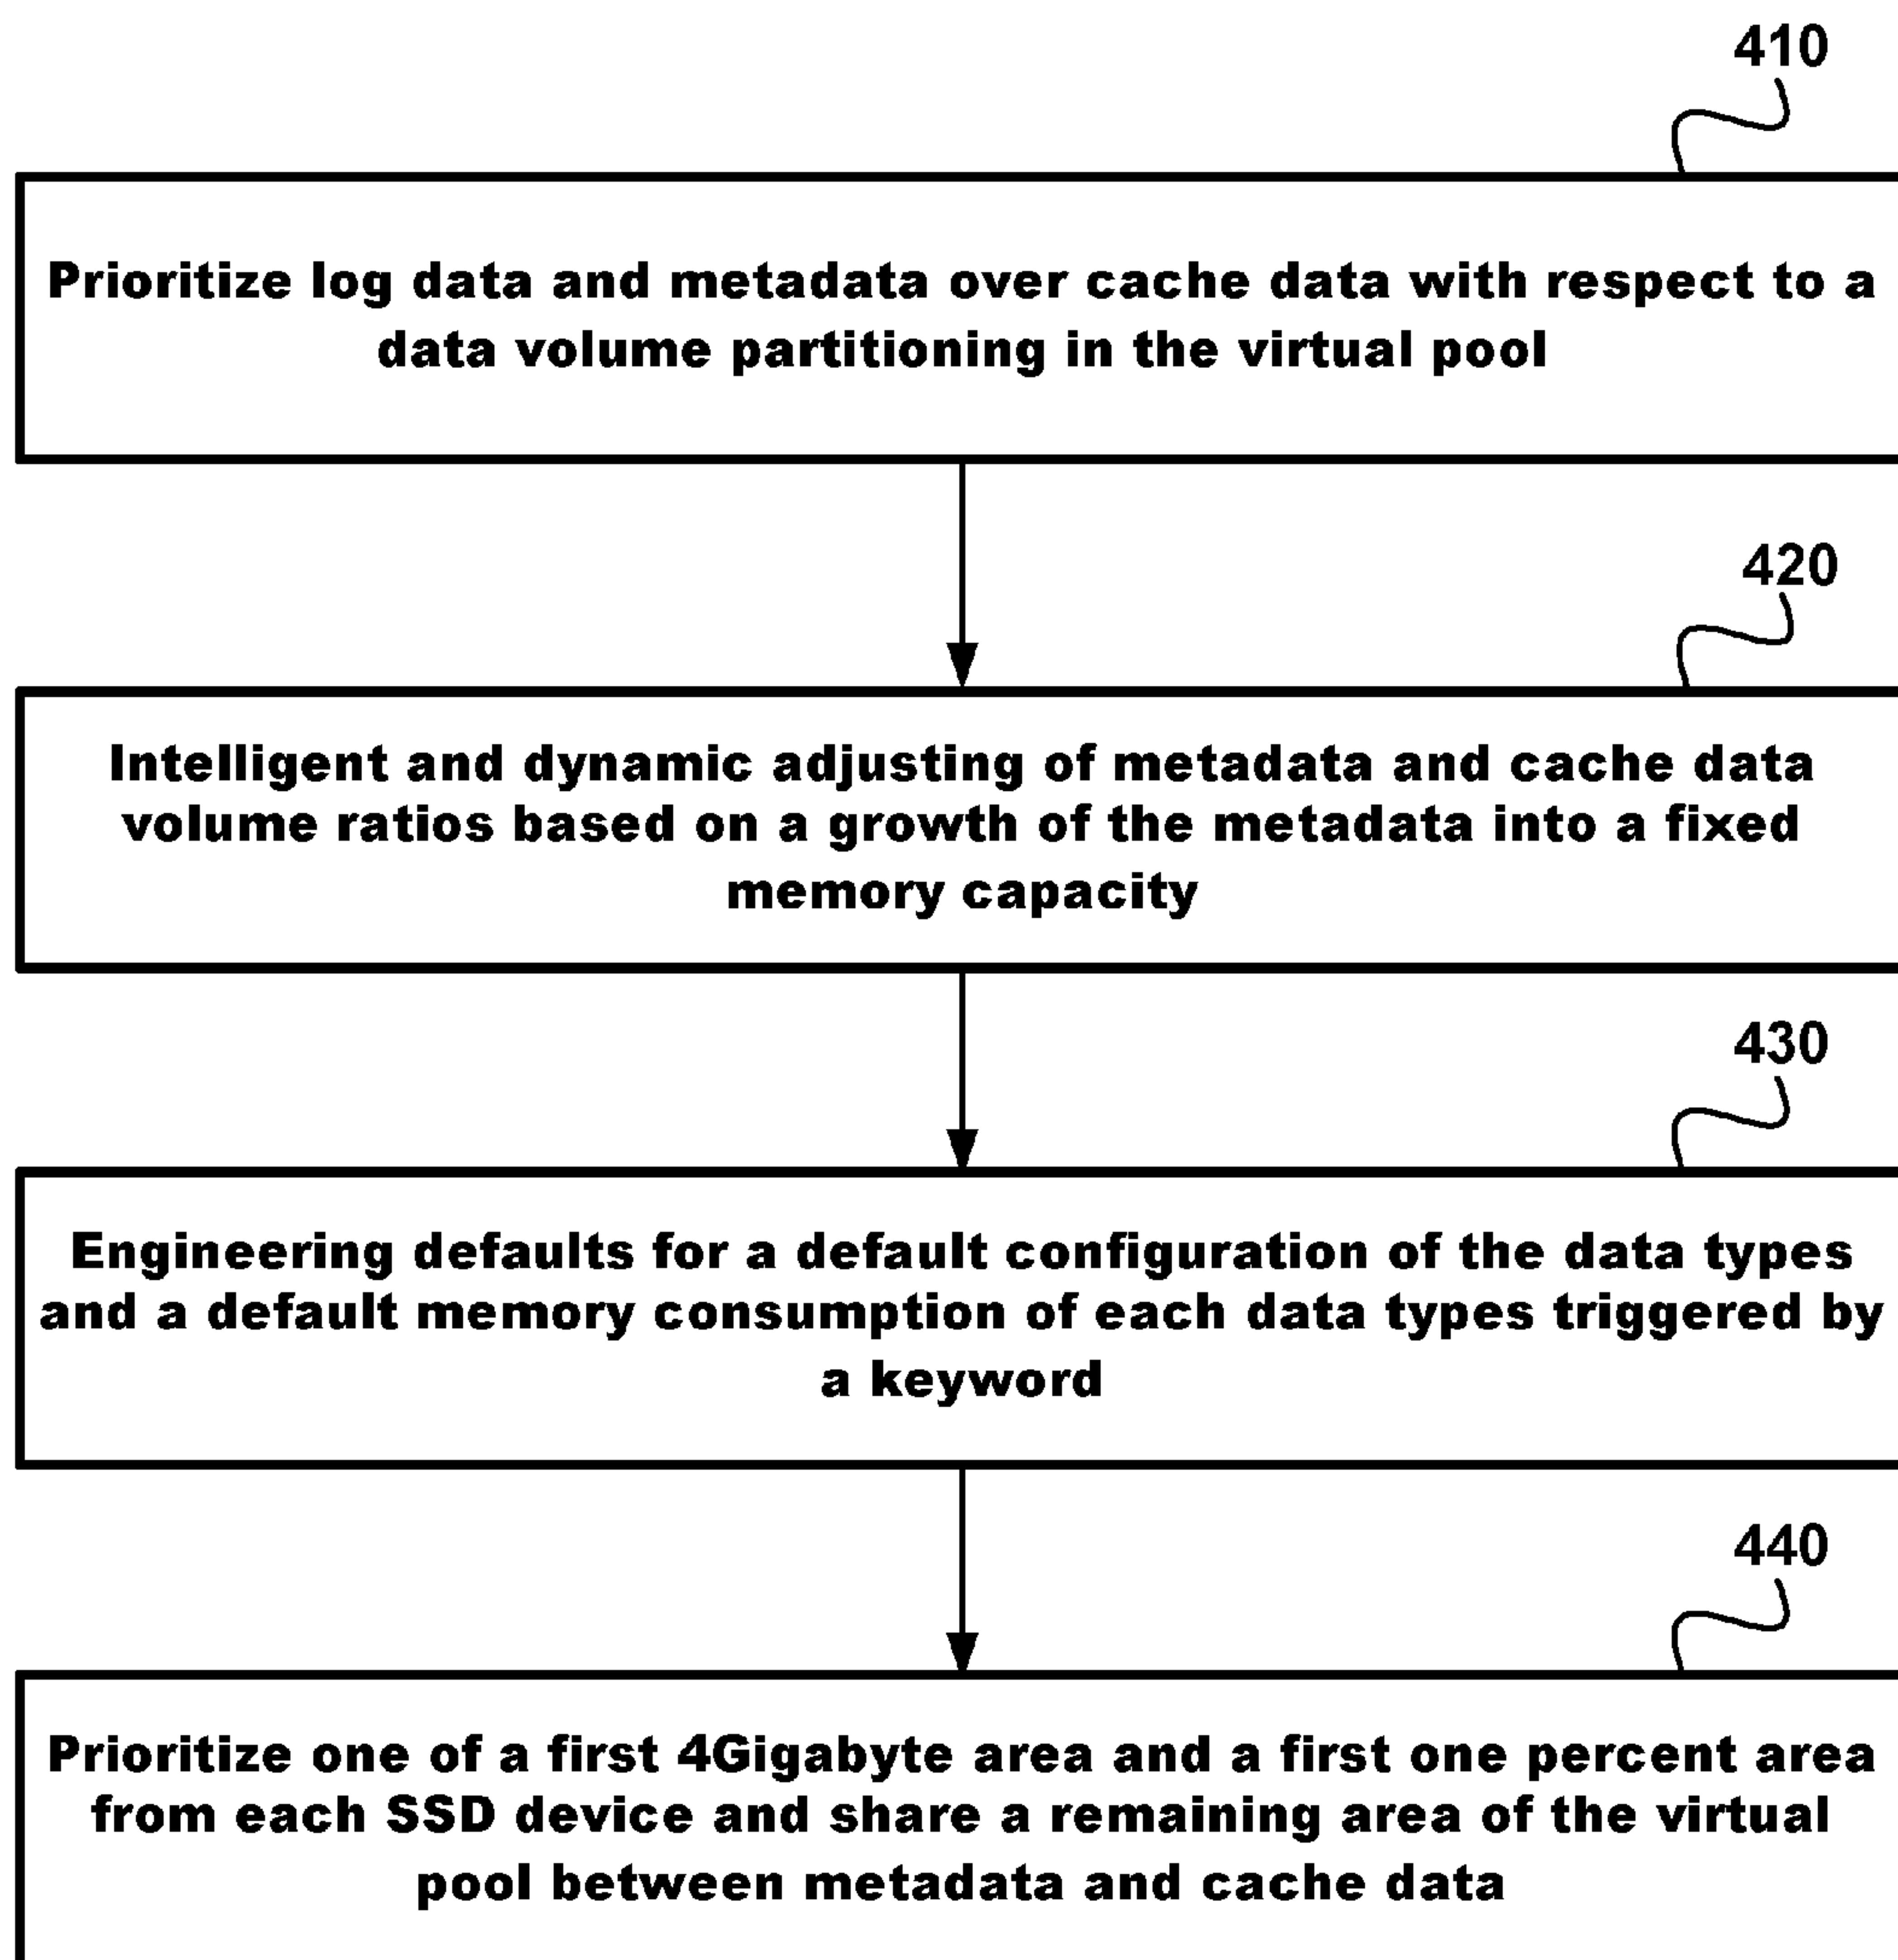 410
Prioritize log data and metadata over cache data with respect to a
data volume partitioning in the virtual pool
420
Intelligent and dynamic adjusting of metadata and cache data
volume ratios based on a growth of the metadata into a fixed
memory capacity
430
Engineering defaults for a default configuration of the data types
and a default memory consumption of each data types triggered by
a keyword
440
Prioritize one of a first 4Gigabyte area and a first one percent area
from each SSD device and share a remaining area of the virtual
pool between metadata and cache data